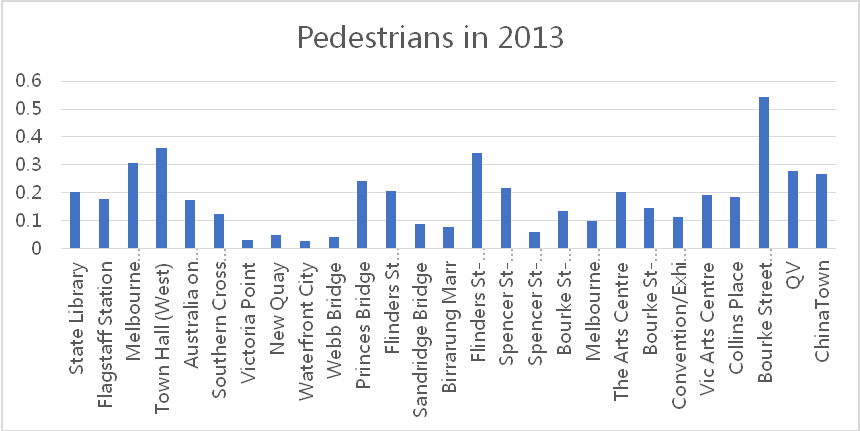 Pedestrians in 2013
0.6
0.5
0.4
0.3
0.2
0.1
0
State Library
Flagstaff Station
Melbourne...
Town Hall (West)
Australia on...
Southern Cross...
Victoria Point
New Quay
Waterfront City
Webb Bridge
Princes Bridge
Flinders St...
Sandridge Bridge
Birrarung Marr
Flinders St-...
Spencer St-...
Spencer St-...
Bourke St-...
Melbourne...
The Arts Centre
Bourke St-...
Convention/Exhi...
Vic Arts Centre
Collins Place
Bourke Street...
QV
ChinaTown